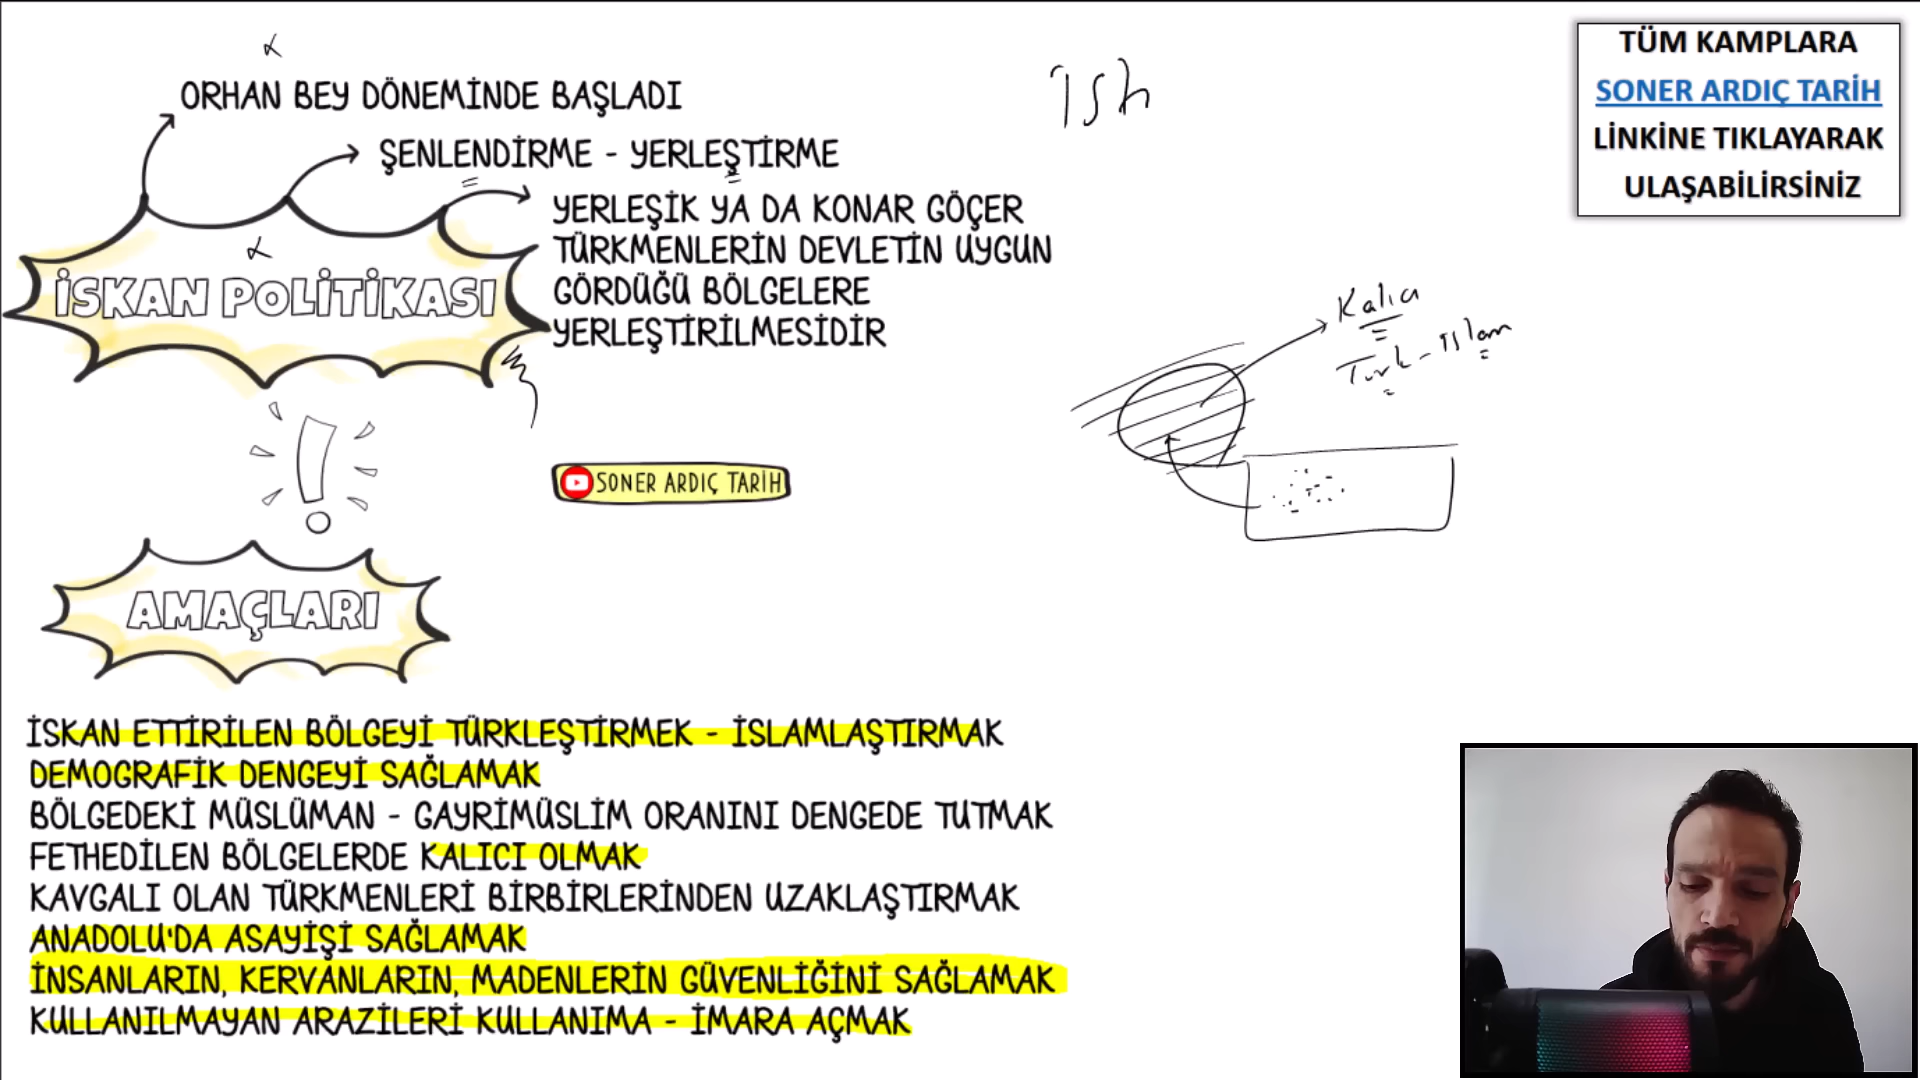 ORHAN BEY DÖNEMİNDE BAŞLADI
ŞENLENDİRME - YERLEŞTİRME
YERLEŞİK YA DA KONAR GÖÇER
TÜRKMENLERİN DEVLETİN UYGUN
GÖRDÜĞÜ BÖLGELERE
YERLEŞTİRİLMESİDİR
İSKAN POLİTİKASI
TÜM KAMPLARA
SONER ARDIÇ TARİH
LİNKİNE TIKLAYARAK
ULAŞABİLİRSİNİZ
Kalıcı
Türk - İslam
SONER ARDIÇ TARİH
AMAÇLARI
İSKAN ETTİRİLEN BÖLGEYİ TÜRKLEŞTİRMEK - İSLAMLAŞTIRMAK
DEMOGRAFİK DENGEYİ SAĞLAMAK
BÖLGEDEKİ MÜSLÜMAN - GAYRİMÜSLİM ORANINI DENGEDE TUTMAK
FETHEDİLEN BÖLGELERDE KALICI OLMAK
KAVGALI OLAN TÜRKMENLERİ BİRBİRLERİNDEN UZAKLAŞTIRMAK
ANADOLU'DA ASAYİŞİ SAĞLAMAK
İNSANLARIN, KERVANLARIN, MADENLERİN GÜVENLİĞİNİ SAĞLAMAK
KULLANILMAYAN ARAZİLERİ KULLANIMA - İMARA AÇMAK